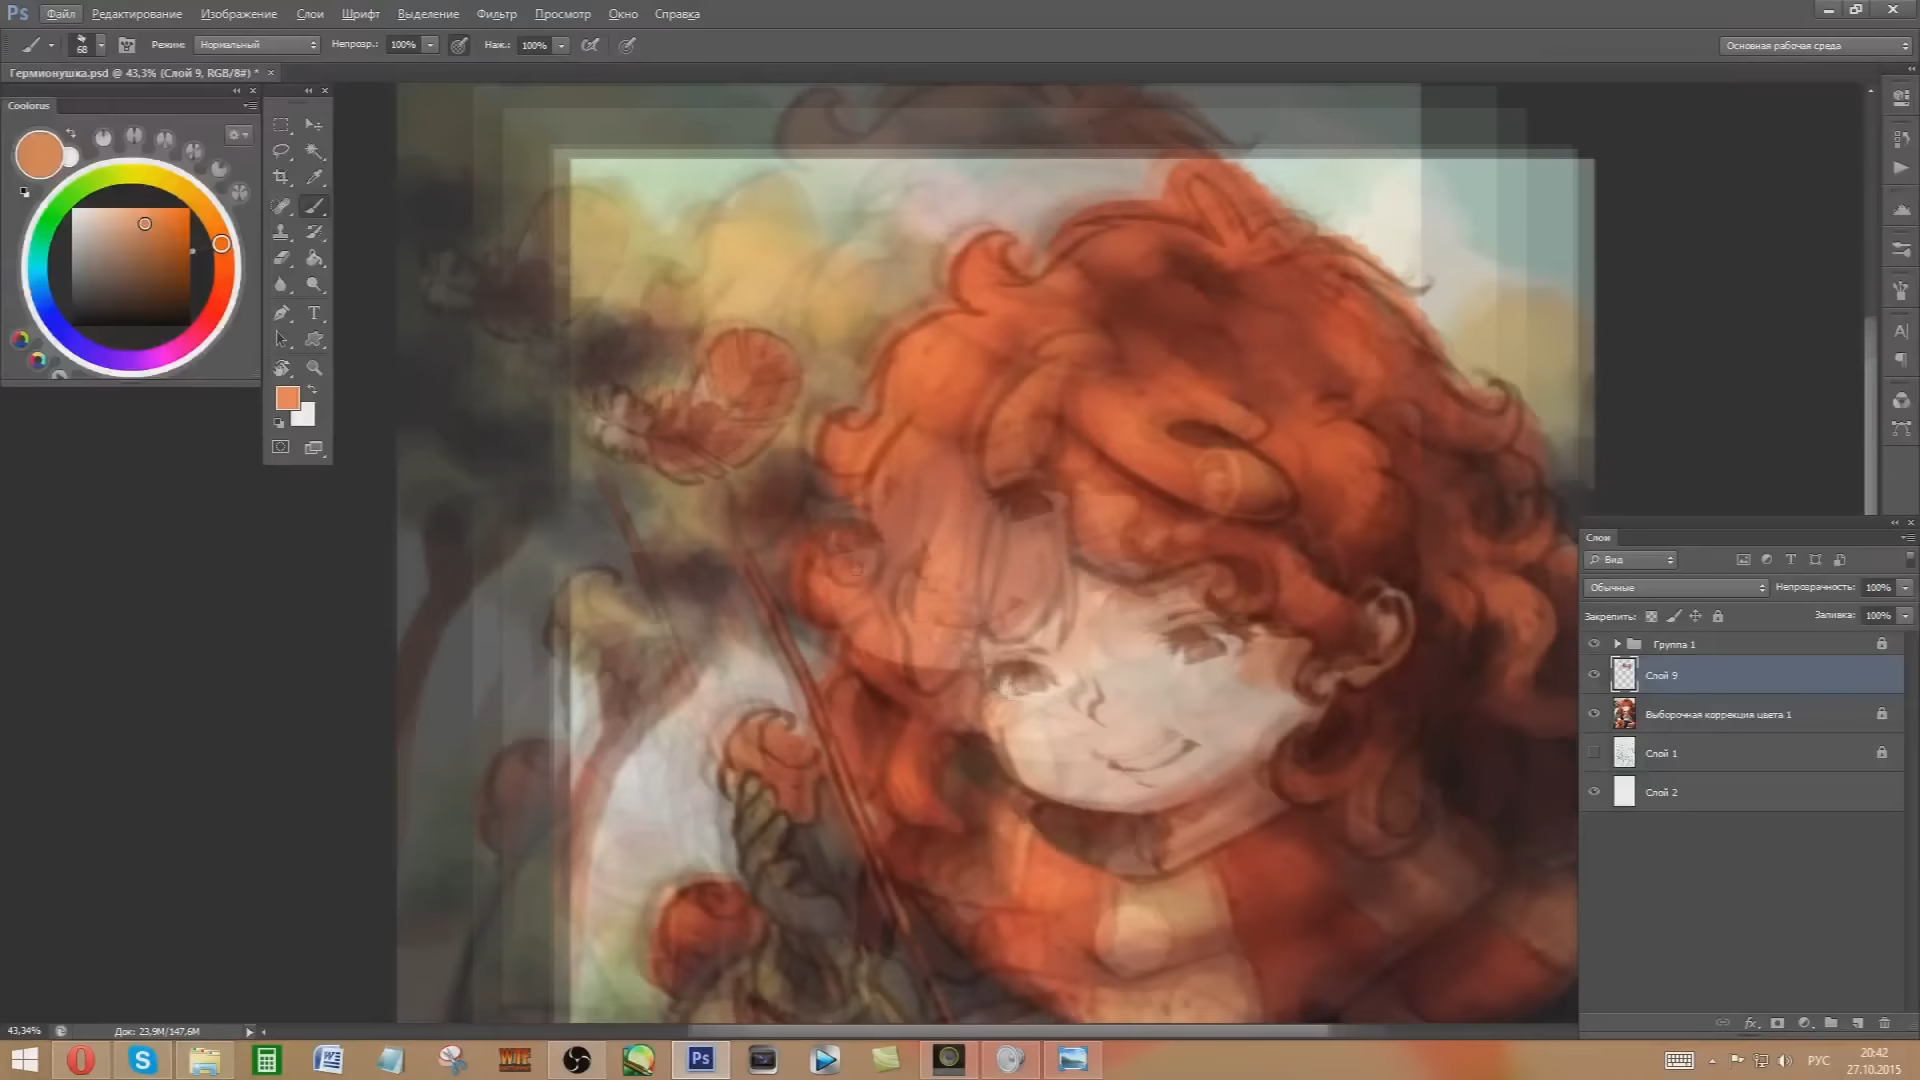 Ps Файл Редактирование Изображение Слои Шрифт Выделение Фильтр Просмотр Окно Справка
68 Режим: Нормальный Непрозр.: 100% Наж.: 100% Основная рабочая среда
Гермионушка.psd @ 43,3% (Слой 9, RGB/8#) * ×
Coolorus
Слои
Вид
Обычные Непрозрачность: 100%
Закрепить: Заливка: 100%
Группа 1
Слой 9
Выборочная коррекция цвета 1
Слой 1
Слой 2
43,34% Док: 23,9M/147,6M
Ps РУС 20:42
27.10.2015